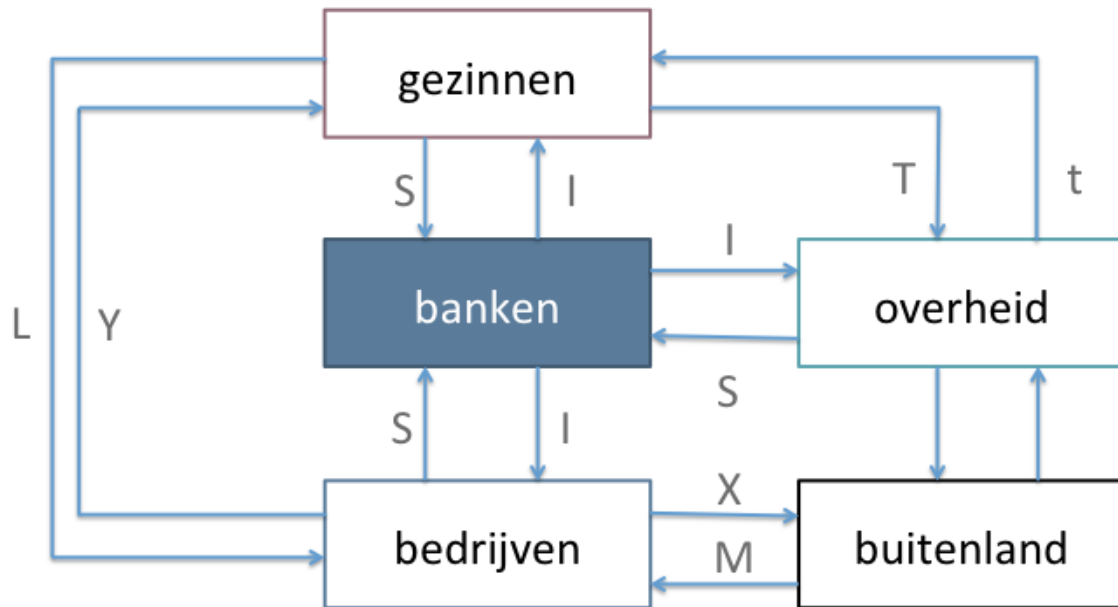 gezinnen
S
I
T
t
I
L
Y
banken
overheid
S
S
I
X
bedrijven
M
buitenland